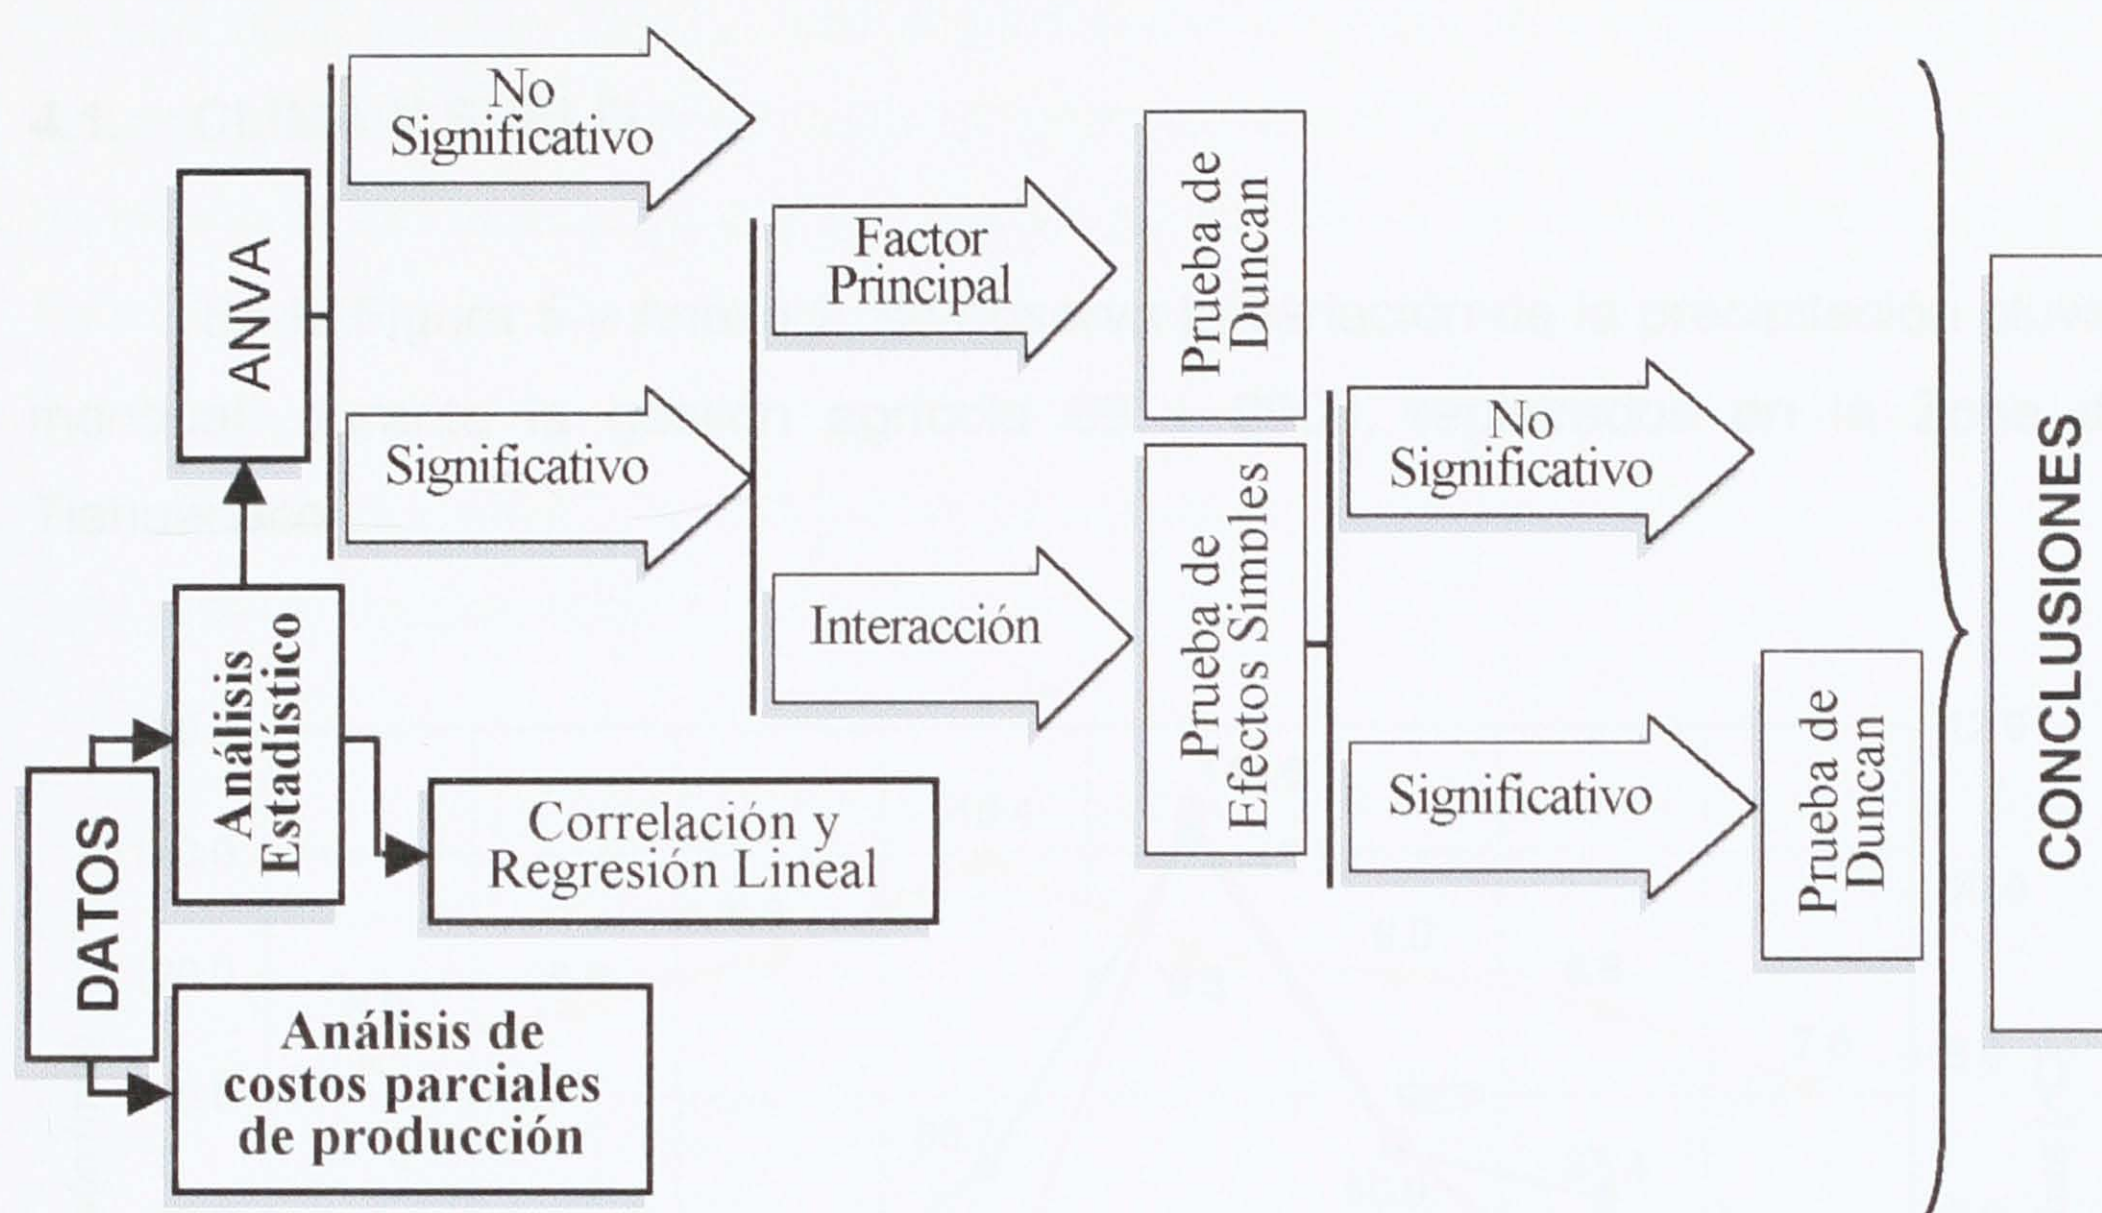 No
Significativo
ANVA
Factor
Principal
Prueba de
Duncan
Significativo
No
Significativo
Interacción
Prueba de
Efectos Simples
Análisis
Estadístico
Significativo
Prueba de
Duncan
DATOS
Correlación y
Regresión Lineal
Análisis de
costos parciales
de producción
CONCLUSIONES